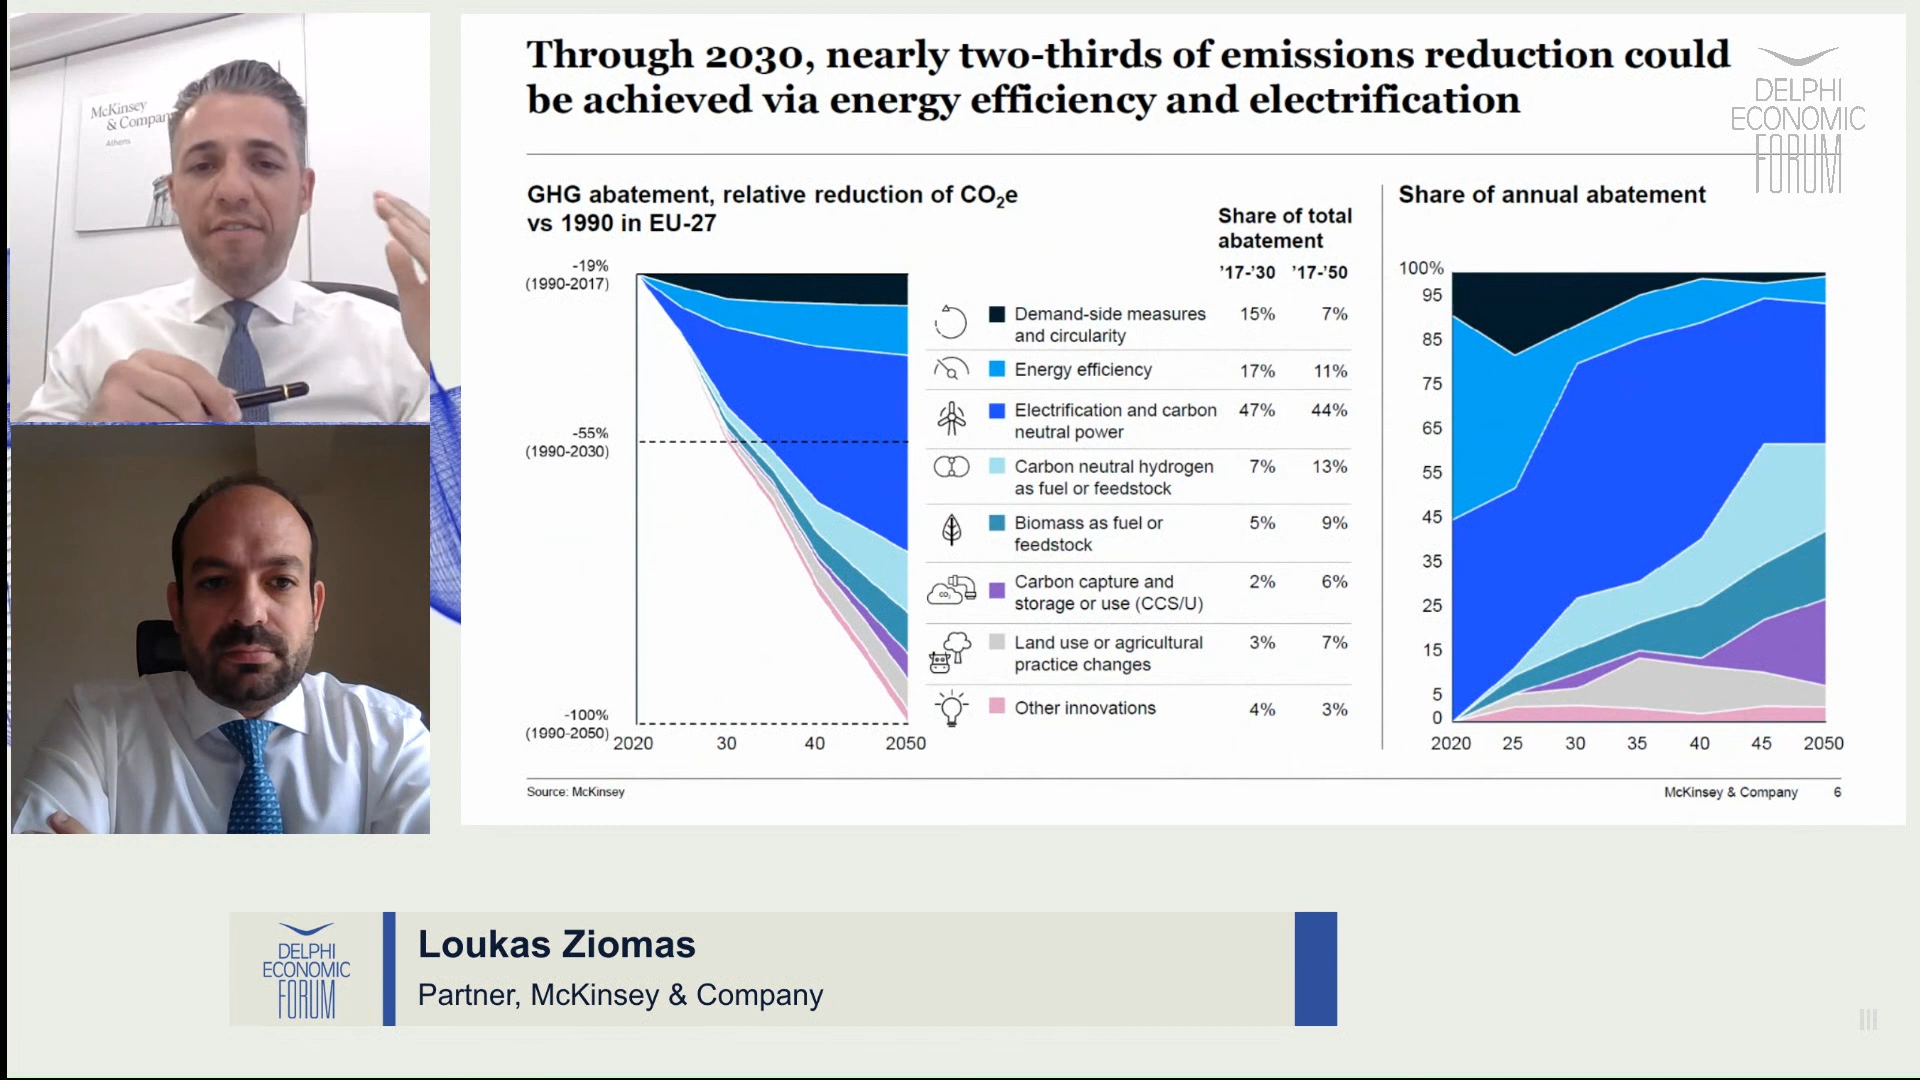 McKinsey
& Company
Athens
Through 2030, nearly two-thirds of emissions reduction could
be achieved via energy efficiency and electrification
DELPHI
ECONOMIC
FORUM
GHG abatement, relative reduction of CO₂e
vs 1990 in EU-27
-19%
(1990-2017)
-55%
(1990-2030)
-100%
(1990-2050)
2020 30 40 2050
Share of total
abatement
’17-’30 ’17-’50
Demand-side measures 15% 7%
and circularity
Energy efficiency 17% 11%
Electrification and carbon 47% 44%
neutral power
Carbon neutral hydrogen 7% 13%
as fuel or feedstock
Biomass as fuel or 5% 9%
feedstock
CO₂
Carbon capture and 2% 6%
storage or use (CCS/U)
Land use or agricultural 3% 7%
practice changes
Other innovations 4% 3%
Share of annual abatement
100%
95
85
75
65
55
45
35
25
15
5
0
2020 25 30 35 40 45 2050
Source: McKinsey
McKinsey & Company 6
DELPHI
ECONOMIC
FORUM
Loukas Ziomas
Partner, McKinsey & Company